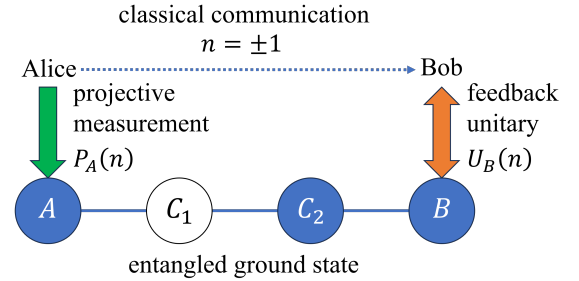 classical communication
n = ±1
Alice
Bob
projective
measurement
P_A(n)
feedback
unitary
U_B(n)
A
C_1
C_2
B
entangled ground state